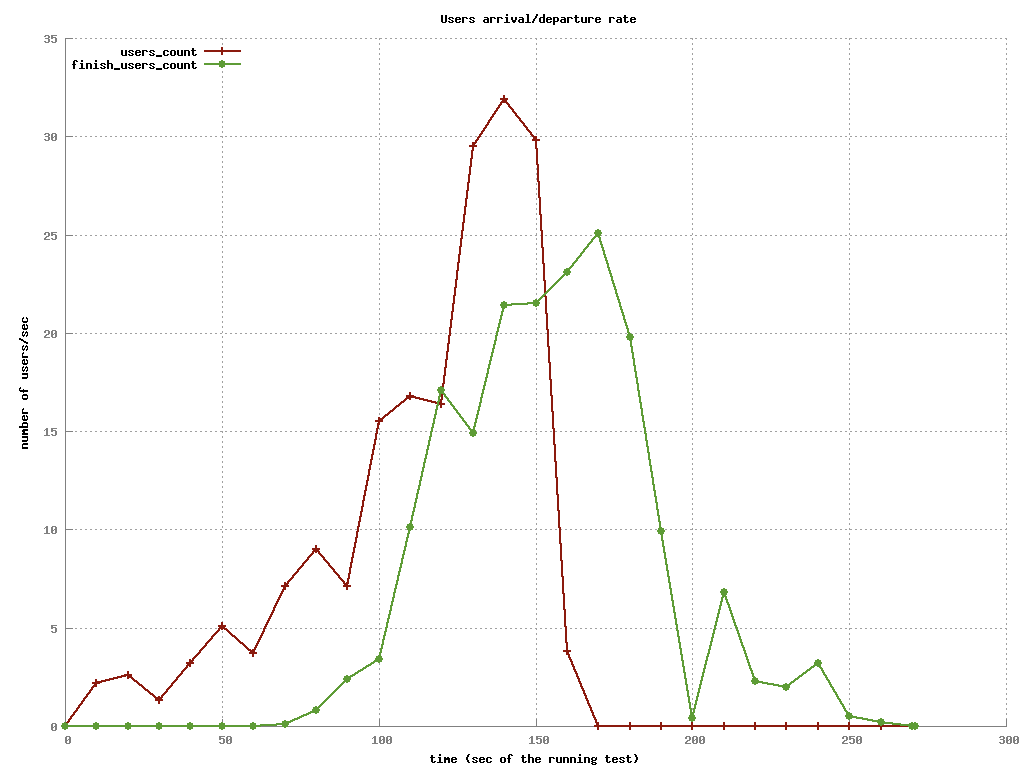 Users arrival/departure rate
users_count
finish_users_count
35
30
25
20
15
10
5
0
number of users/sec
0 50 100 150 200 250 300
time (sec of the running test)